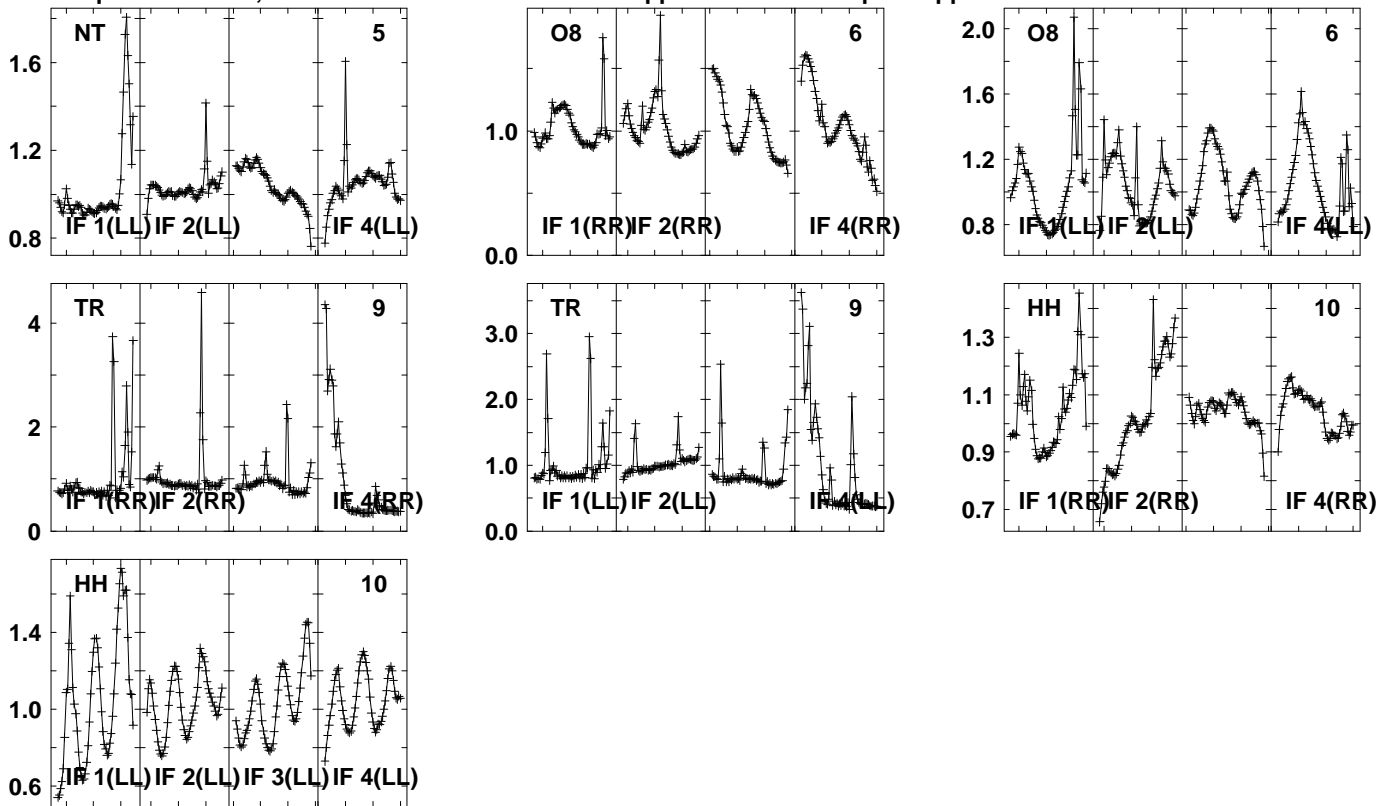 NT 5
1.6
1.2
0.8
IF 1(LL) IF 2(LL) IF 4(LL)
O8 6
1.0
0.0
IF 1(RR) IF 2(RR) IF 4(RR)
O8 6
2.0
1.6
1.2
0.8
IF 1(LL) IF 2(LL) IF 4(LL)
TR 9
4
2
0
IF 1(RR) IF 2(RR) IF 4(RR)
TR 9
3.0
2.0
1.0
0.0
IF 1(LL) IF 2(LL) IF 4(LL)
HH 10
1.3
1.1
0.9
0.7
IF 1(RR) IF 2(RR) IF 4(RR)
HH 10
1.4
1.0
0.6
IF 1(LL) IF 2(LL) IF 3(LL) IF 4(LL)